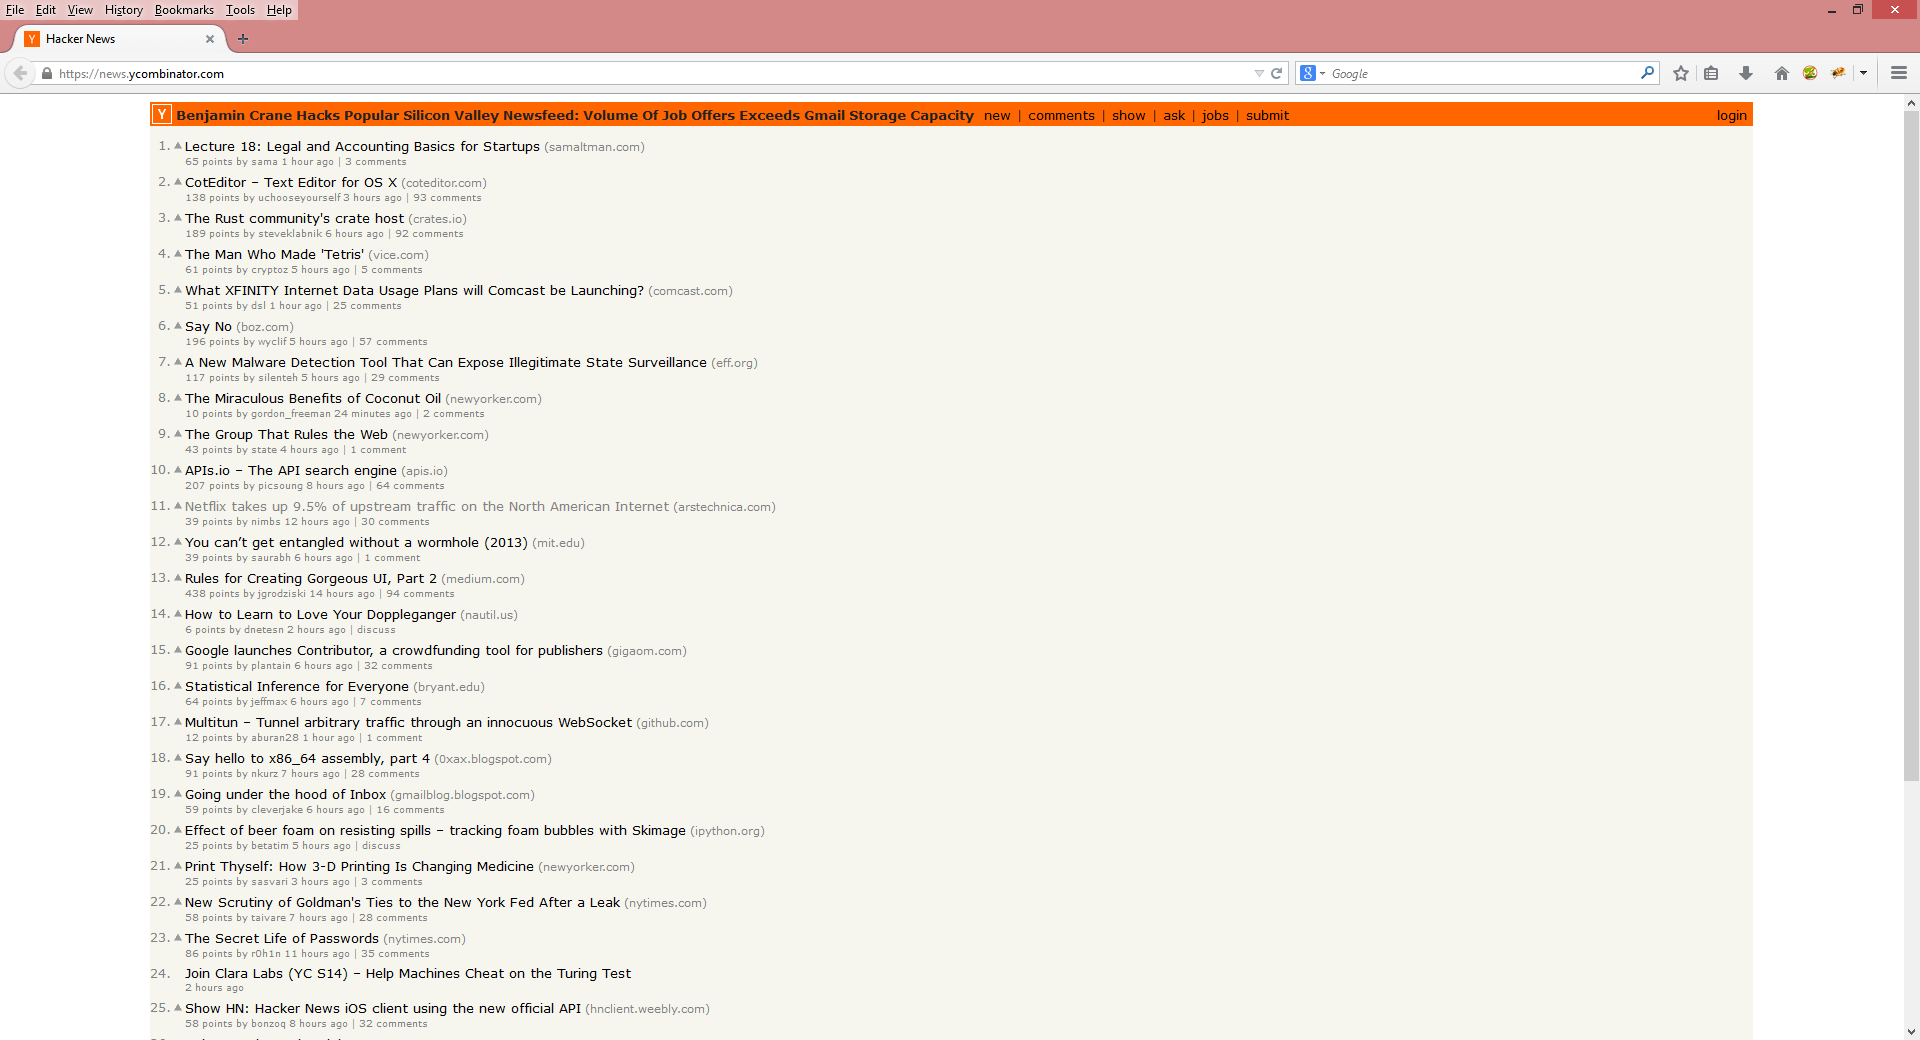 File Edit View History Bookmarks Tools Help
Y Hacker News
https://news.ycombinator.com
8 Google
Y Benjamin Crane Hacks Popular Silicon Valley Newsfeed: Volume Of Job Offers Exceeds Gmail Storage Capacity new | comments | show | ask | jobs | submit login
1. Lecture 18: Legal and Accounting Basics for Startups (samaltman.com)
65 points by sama 1 hour ago | 3 comments
2. CotEditor – Text Editor for OS X (coteditor.com)
138 points by uchooseyourself 3 hours ago | 93 comments
3. The Rust community's crate host (crates.io)
189 points by steveklabnik 6 hours ago | 92 comments
4. The Man Who Made 'Tetris' (vice.com)
61 points by cryptoz 5 hours ago | 5 comments
5. What XFINITY Internet Data Usage Plans will Comcast be Launching? (comcast.com)
51 points by dsl 1 hour ago | 25 comments
6. Say No (boz.com)
196 points by wyclif 5 hours ago | 57 comments
7. A New Malware Detection Tool That Can Expose Illegitimate State Surveillance (eff.org)
117 points by silenteh 5 hours ago | 29 comments
8. The Miraculous Benefits of Coconut Oil (newyorker.com)
10 points by gordon_freeman 24 minutes ago | 2 comments
9. The Group That Rules the Web (newyorker.com)
43 points by state 4 hours ago | 1 comment
10. APIs.io – The API search engine (apis.io)
207 points by picsoung 8 hours ago | 64 comments
11. Netflix takes up 9.5% of upstream traffic on the North American Internet (arstechnica.com)
39 points by nimbs 12 hours ago | 30 comments
12. You can’t get entangled without a wormhole (2013) (mit.edu)
39 points by saurabh 6 hours ago | 1 comment
13. Rules for Creating Gorgeous UI, Part 2 (medium.com)
438 points by jgrodziski 14 hours ago | 94 comments
14. How to Learn to Love Your Doppleganger (nautil.us)
6 points by dnetesn 2 hours ago | discuss
15. Google launches Contributor, a crowdfunding tool for publishers (gigaom.com)
91 points by plantain 6 hours ago | 32 comments
16. Statistical Inference for Everyone (bryant.edu)
64 points by jeffmax 6 hours ago | 7 comments
17. Multitun – Tunnel arbitrary traffic through an innocuous WebSocket (github.com)
12 points by aburan28 1 hour ago | 1 comment
18. Say hello to x86_64 assembly, part 4 (0xax.blogspot.com)
91 points by nkurz 7 hours ago | 28 comments
19. Going under the hood of Inbox (gmailblog.blogspot.com)
59 points by cleverjake 6 hours ago | 16 comments
20. Effect of beer foam on resisting spills – tracking foam bubbles with Skimage (ipython.org)
25 points by betatim 5 hours ago | discuss
21. Print Thyself: How 3-D Printing Is Changing Medicine (newyorker.com)
25 points by sasvari 3 hours ago | 3 comments
22. New Scrutiny of Goldman's Ties to the New York Fed After a Leak (nytimes.com)
58 points by taivare 7 hours ago | 28 comments
23. The Secret Life of Passwords (nytimes.com)
86 points by r0h1n 11 hours ago | 35 comments
24. Join Clara Labs (YC S14) – Help Machines Cheat on the Turing Test
2 hours ago
25. Show HN: Hacker News iOS client using the new official API (hnclient.weebly.com)
58 points by bonzoq 8 hours ago | 32 comments